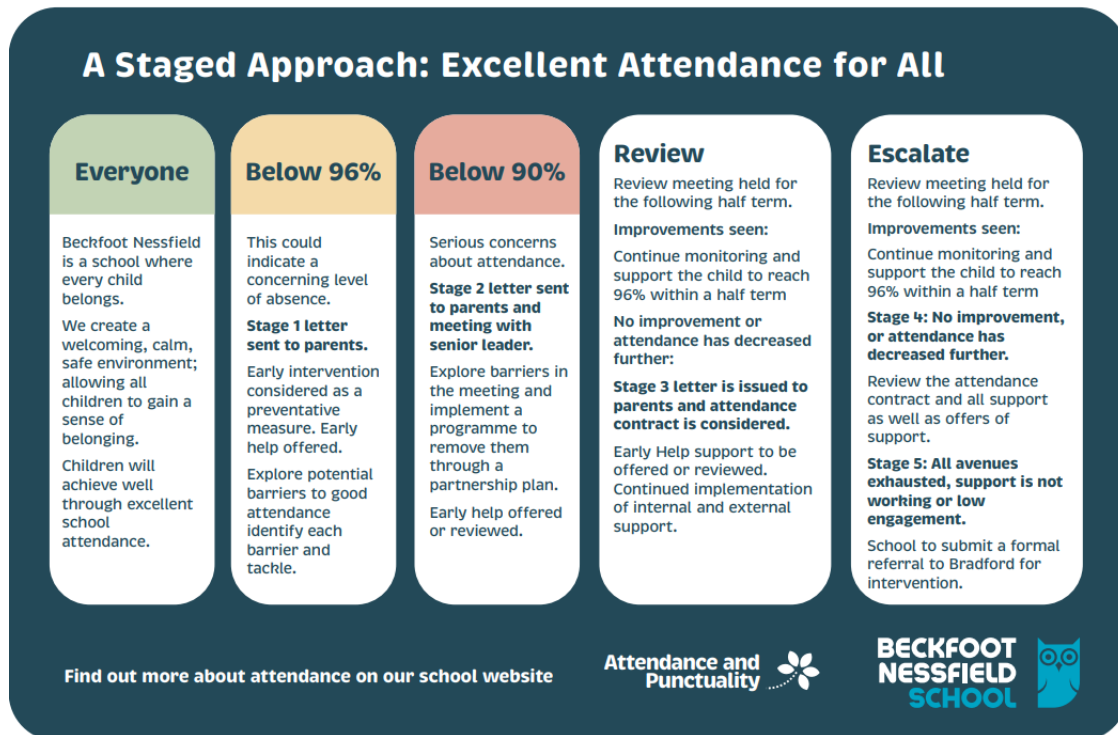 A Staged Approach: Excellent Attendance for All
Everyone
Beckfoot Nessfield
is a school where
every child
belongs.
We create a
welcoming, calm,
safe environment;
allowing all
children to gain a
sense of
belonging.
Children will
achieve well
through excellent
school
attendance.
Below 96%
This could
indicate a
concerning level
of absence.
Stage 1 letter
sent to parents.
Early intervention
considered as a
preventative
measure. Early
help offered.
Explore potential
barriers to good
attendance
identify each
barrier and
tackle.
Below 90%
Serious concerns
about attendance.
Stage 2 letter sent
to parents and
meeting with
senior leader.
Explore barriers in
the meeting and
implement a
programme to
remove them
through a
partnership plan.
Early help offered
or reviewed.
Review
Review meeting held for
the following half term.
Improvements seen:
Continue monitoring and
support the child to reach
96% within a half term
No improvement or
attendance has decreased
further:
Stage 3 letter is issued to
parents and attendance
contract is considered.
Early Help support to be
offered or reviewed.
Continued implementation
of internal and external
support.
Escalate
Review meeting held for
the following half term.
Improvements seen:
Continue monitoring and
support the child to reach
96% within a half term
Stage 4: No improvement,
or attendance has
decreased further.
Review the attendance
contract and all support
as well as offers of
support.
Stage 5: All avenues
exhausted, support is not
working or low
engagement.
School to submit a formal
referral to Bradford for
intervention.
Find out more about attendance on our school website
Attendance and
Punctuality
BECKFOOT
NESSFIELD
SCHOOL